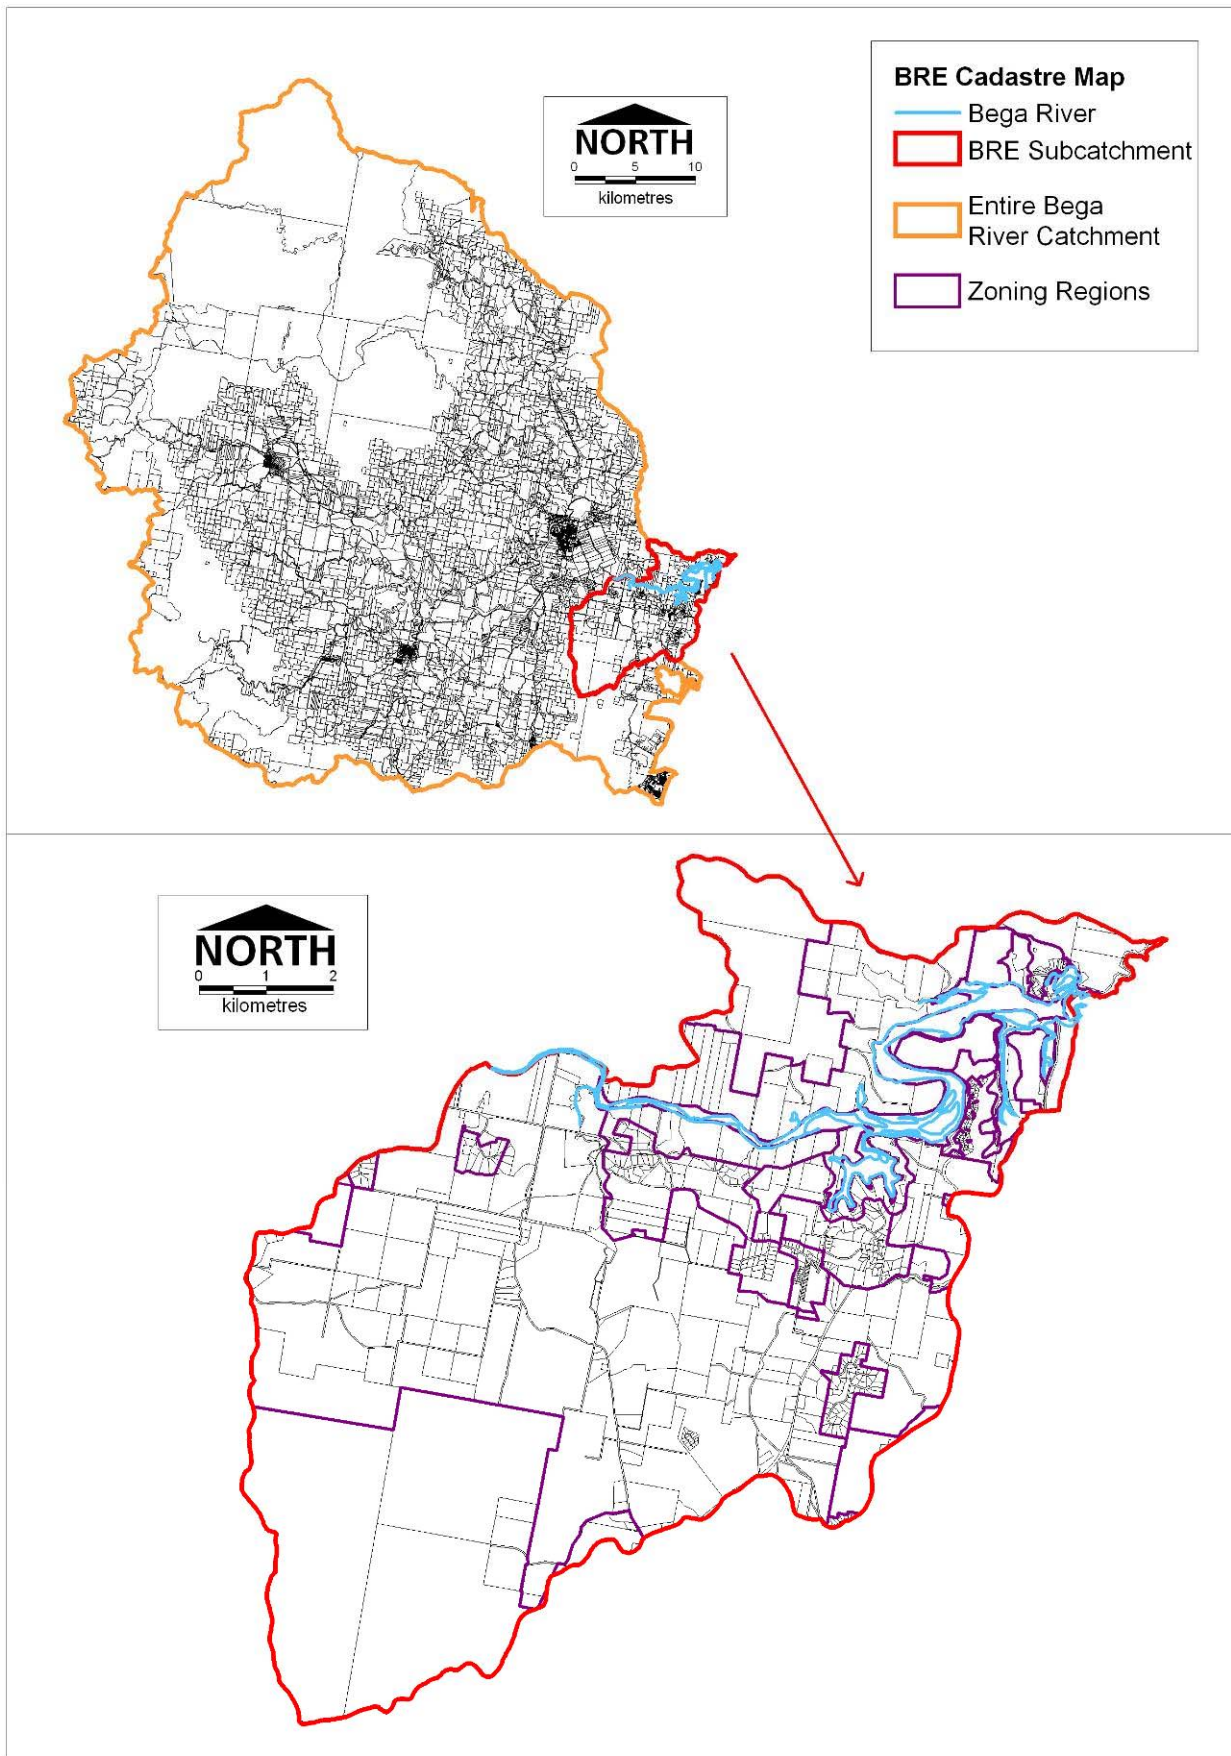 BRE Cadastre Map
Bega River
BRE Subcatchment
Entire Bega
River Catchment
Zoning Regions
NORTH
0 5 10
kilometres
NORTH
0 1 2
kilometres